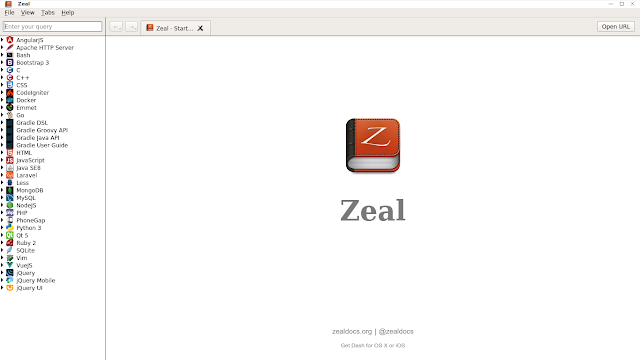 Zeal
File View Tabs Help
Enter your query
Zeal - Start...
Open URL
AngularJS
Apache HTTP Server
Bash
Bootstrap 3
C
C++
CSS
CodeIgniter
Docker
Emmet
Go
Gradle DSL
Gradle Groovy API
Gradle Java API
Gradle User Guide
HTML
JavaScript
Java SE8
Laravel
Less
MongoDB
MySQL
NodeJS
PHP
PhoneGap
Python 3
Qt 5
Ruby 2
SQLite
Vim
VueJS
jQuery
jQuery Mobile
jQuery UI
Z
Zeal
zealdocs.org | @zealdocs
Get Dash for OS X or iOS